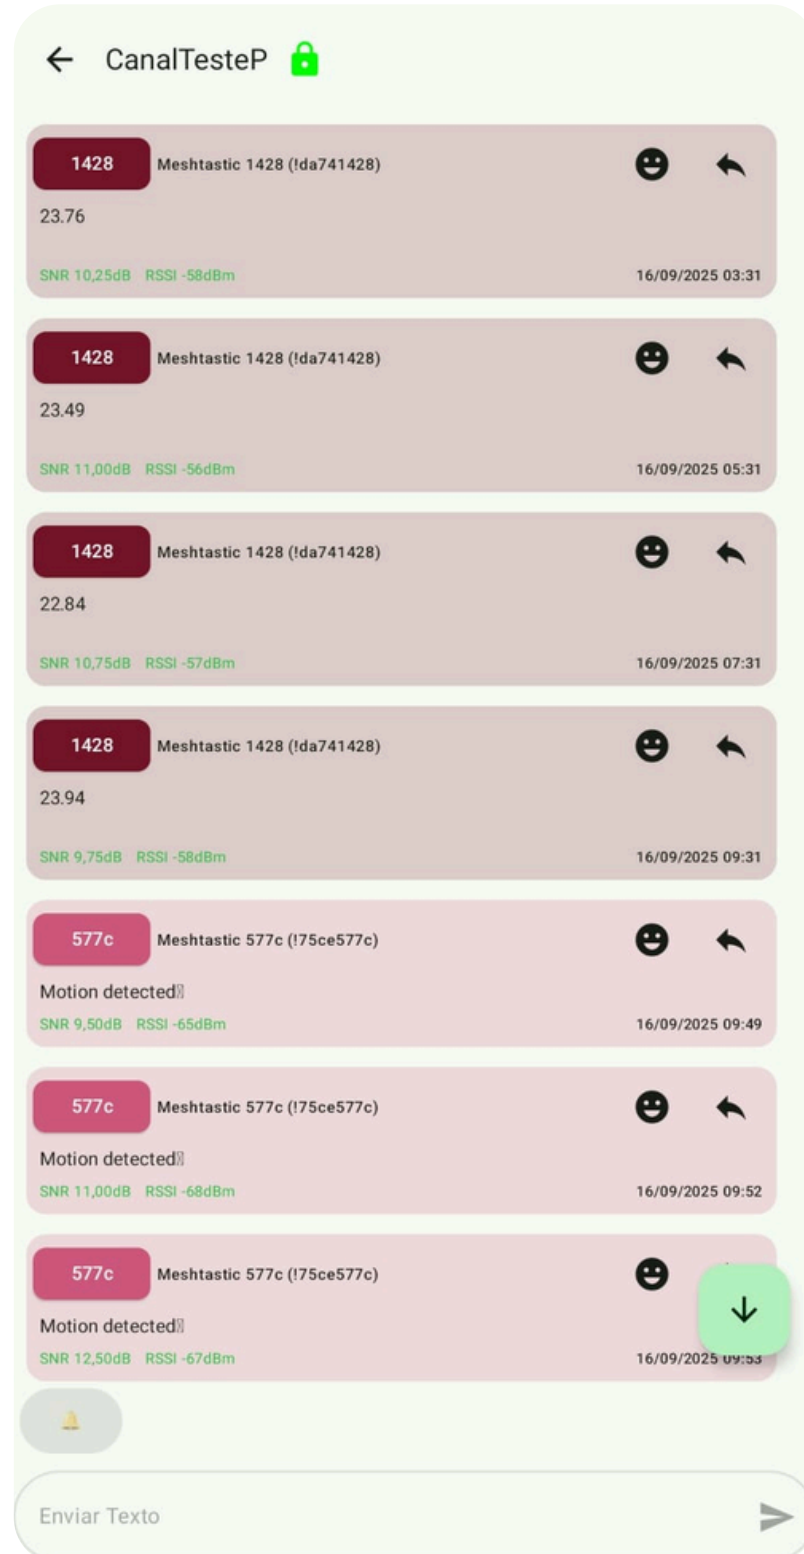 CanalTesteP
1428 Meshtastic 1428 (!da741428)
23.76
SNR 10,25dB RSSI -58dBm 16/09/2025 03:31
1428 Meshtastic 1428 (!da741428)
23.49
SNR 11,00dB RSSI -56dBm 16/09/2025 05:31
1428 Meshtastic 1428 (!da741428)
22.84
SNR 10,75dB RSSI -57dBm 16/09/2025 07:31
1428 Meshtastic 1428 (!da741428)
23.94
SNR 9,75dB RSSI -58dBm 16/09/2025 09:31
577c Meshtastic 577c (!75ce577c)
Motion detected
SNR 9,50dB RSSI -65dBm 16/09/2025 09:49
577c Meshtastic 577c (!75ce577c)
Motion detected
SNR 11,00dB RSSI -68dBm 16/09/2025 09:52
577c Meshtastic 577c (!75ce577c)
Motion detected
SNR 12,50dB RSSI -67dBm 16/09/2025 09:53
Enviar Texto